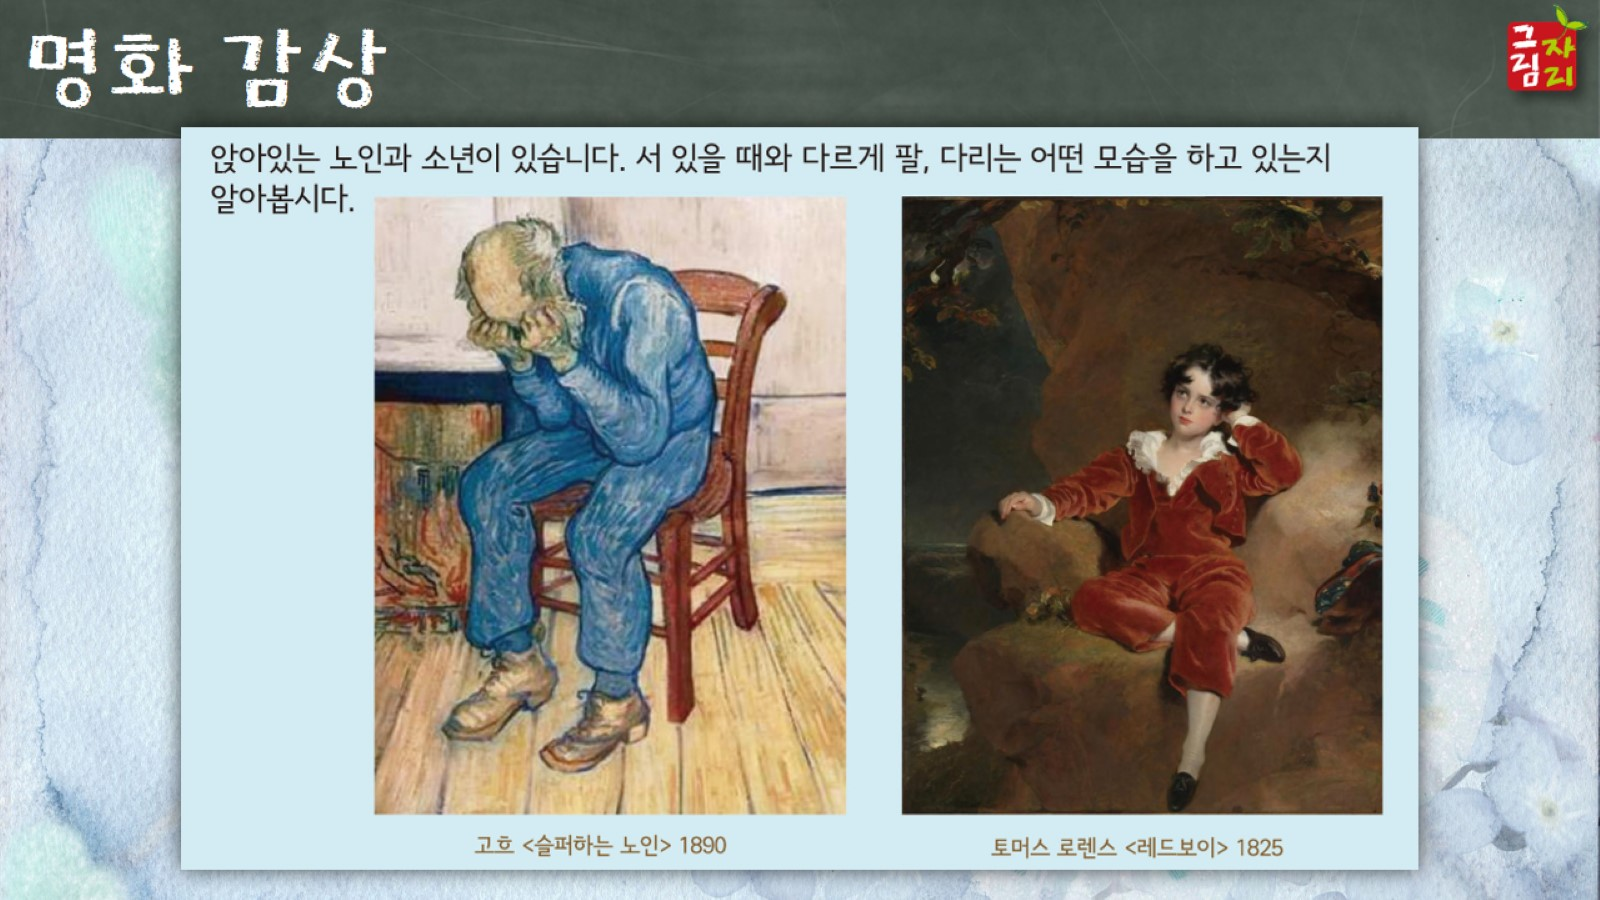 명화 감상
그림
자리
앉아있는 노인과 소년이 있습니다. 서 있을 때와 다르게 팔, 다리는 어떤 모습을 하고 있는지
알아봅시다.
고흐 <슬퍼하는 노인> 1890
토머스 로렌스 <레드보이> 1825